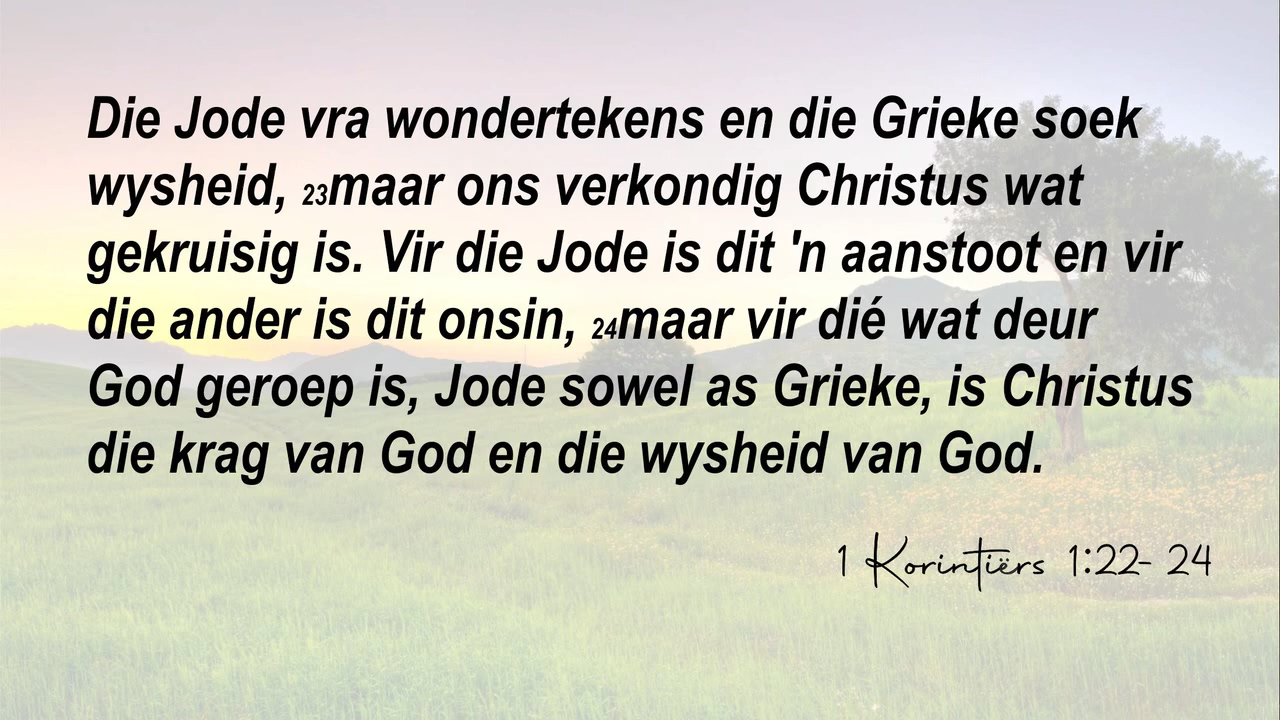 Die Jode vra wondertekens en die Grieke soek
wysheid, 23maar ons verkondig Christus wat
gekruisig is. Vir die Jode is dit 'n aanstoot en vir
die ander is dit onsin, 24maar vir dié wat deur
God geroep is, Jode sowel as Grieke, is Christus
die krag van God en die wysheid van God.
1 Korintiërs 1:22- 24